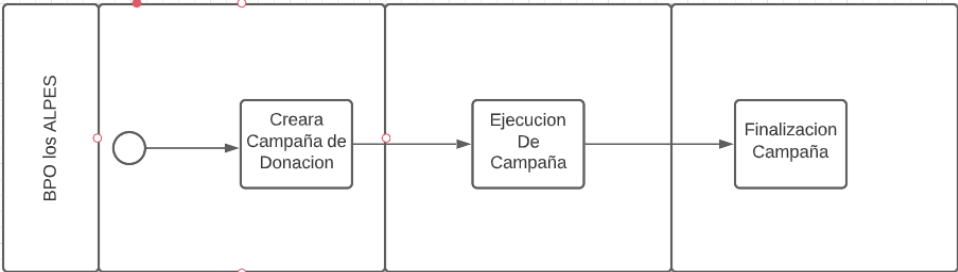 BPO los ALPES
Creara
Campaña de
Donacion
Ejecucion
De
Campaña
Finalizacion
Campaña